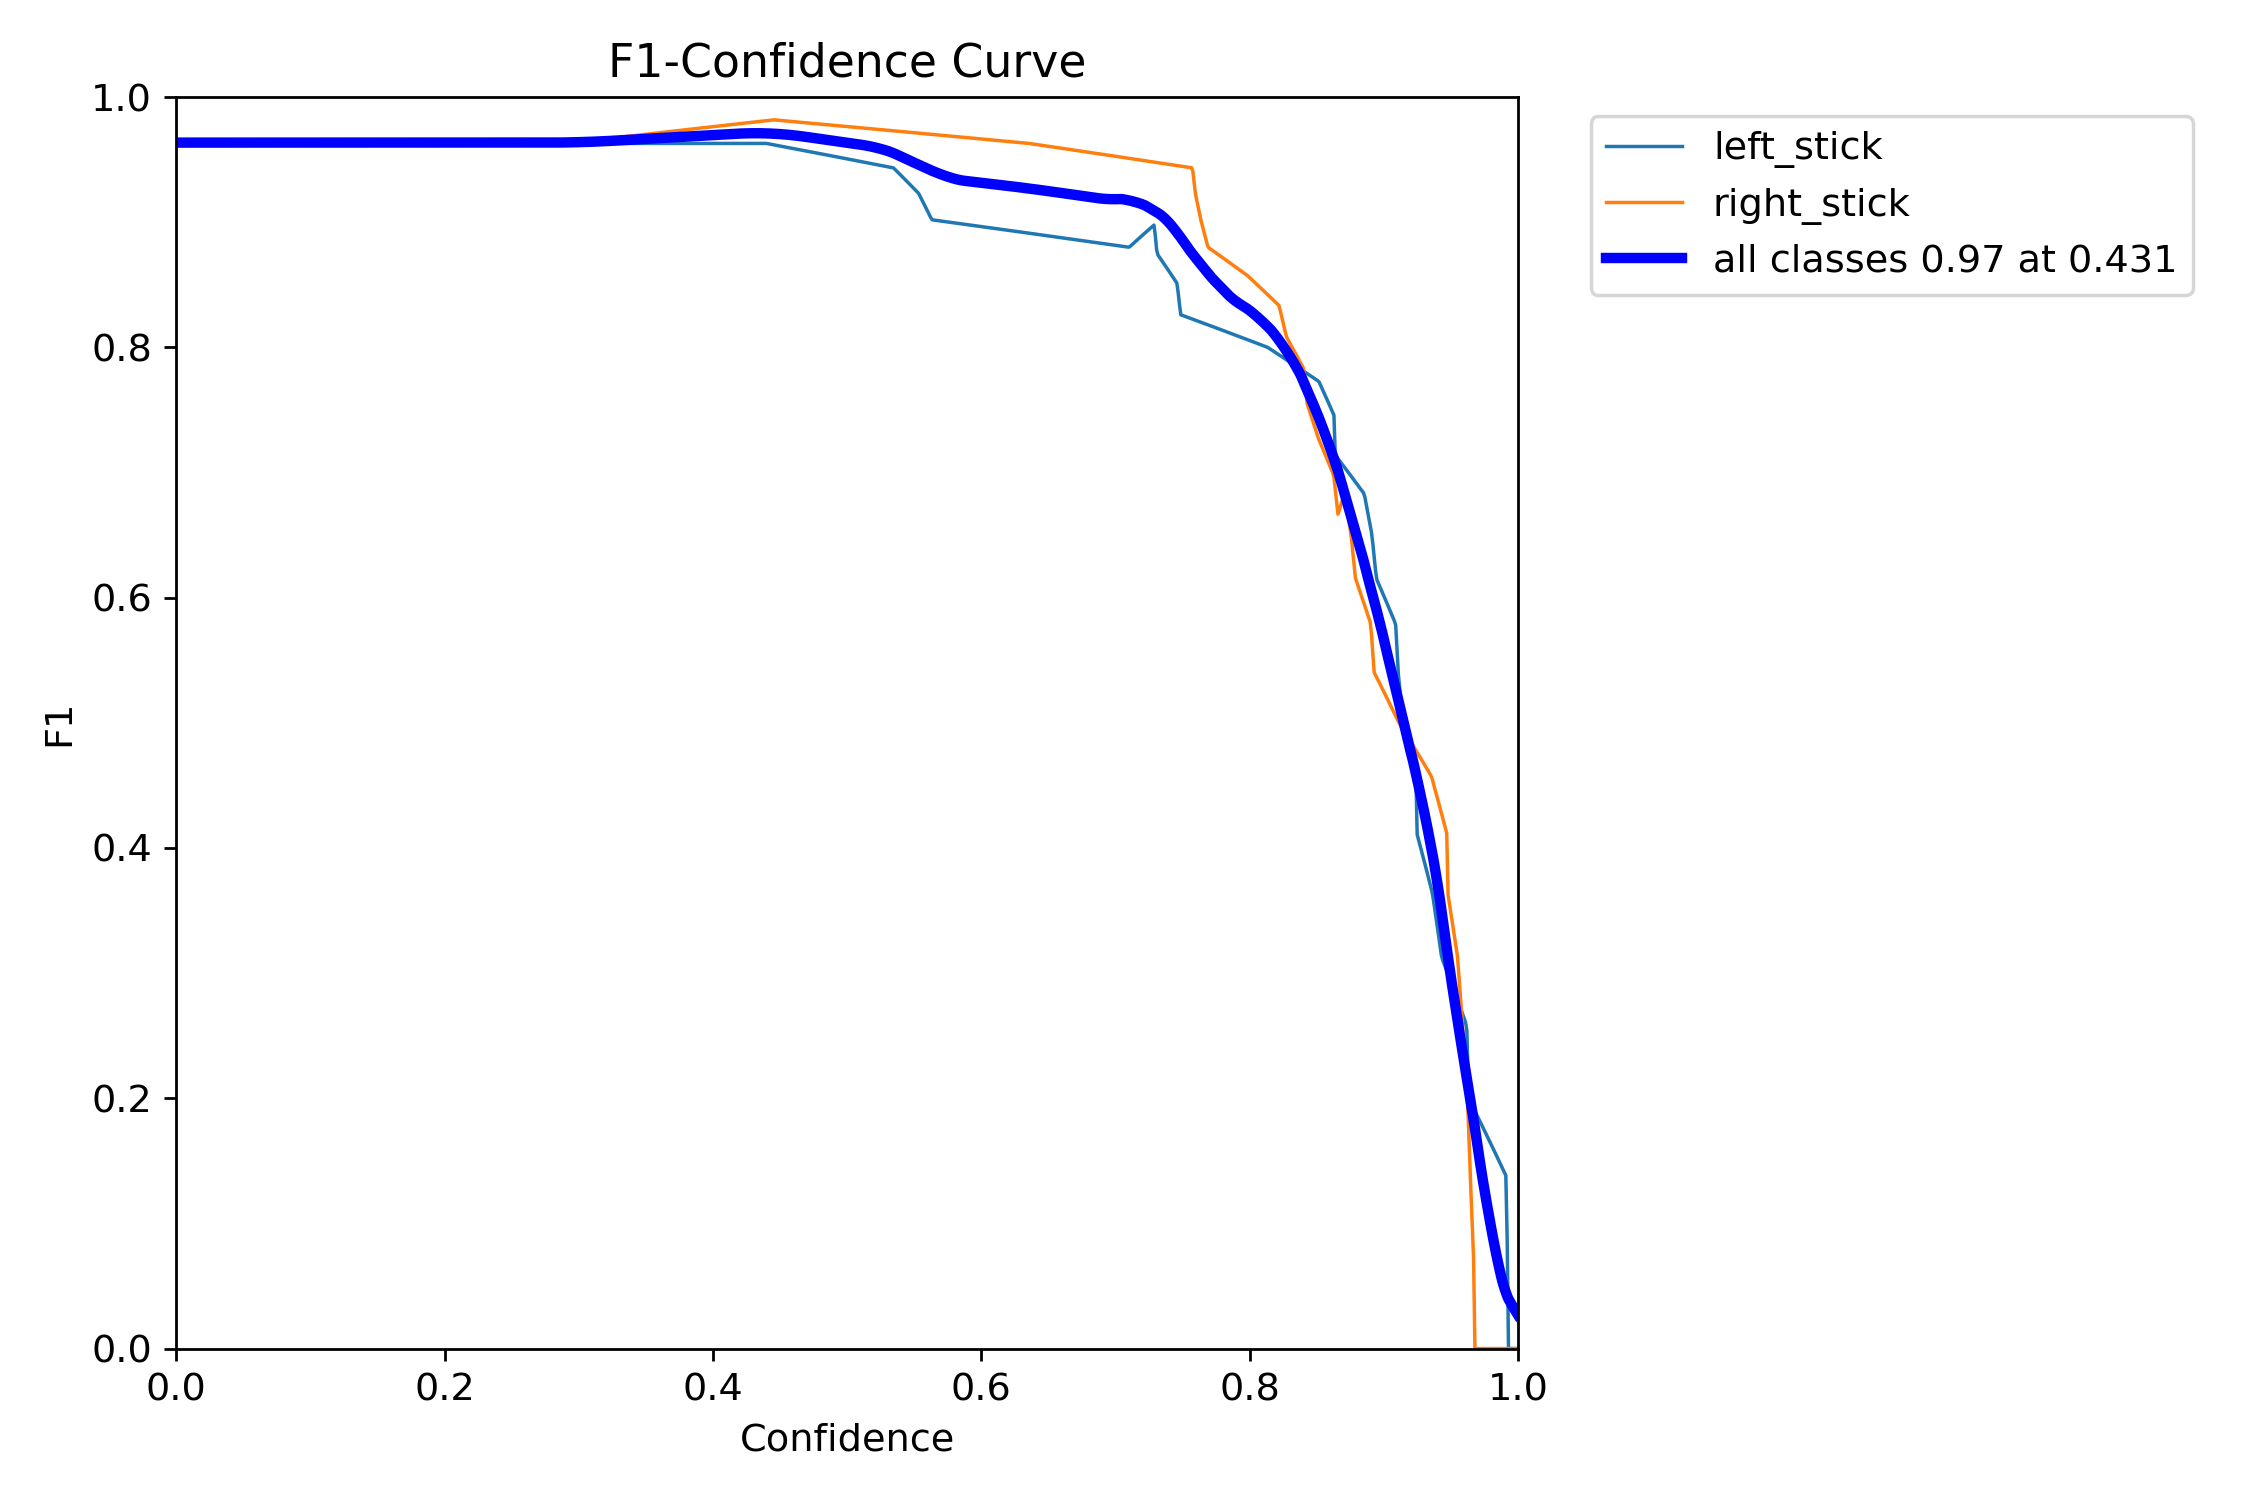 F1-Confidence Curve
1.0
0.8
0.6
0.4
0.2
0.0
F1
0.0 0.2 0.4 0.6 0.8 1.0
Confidence
left_stick
right_stick
all classes 0.97 at 0.431